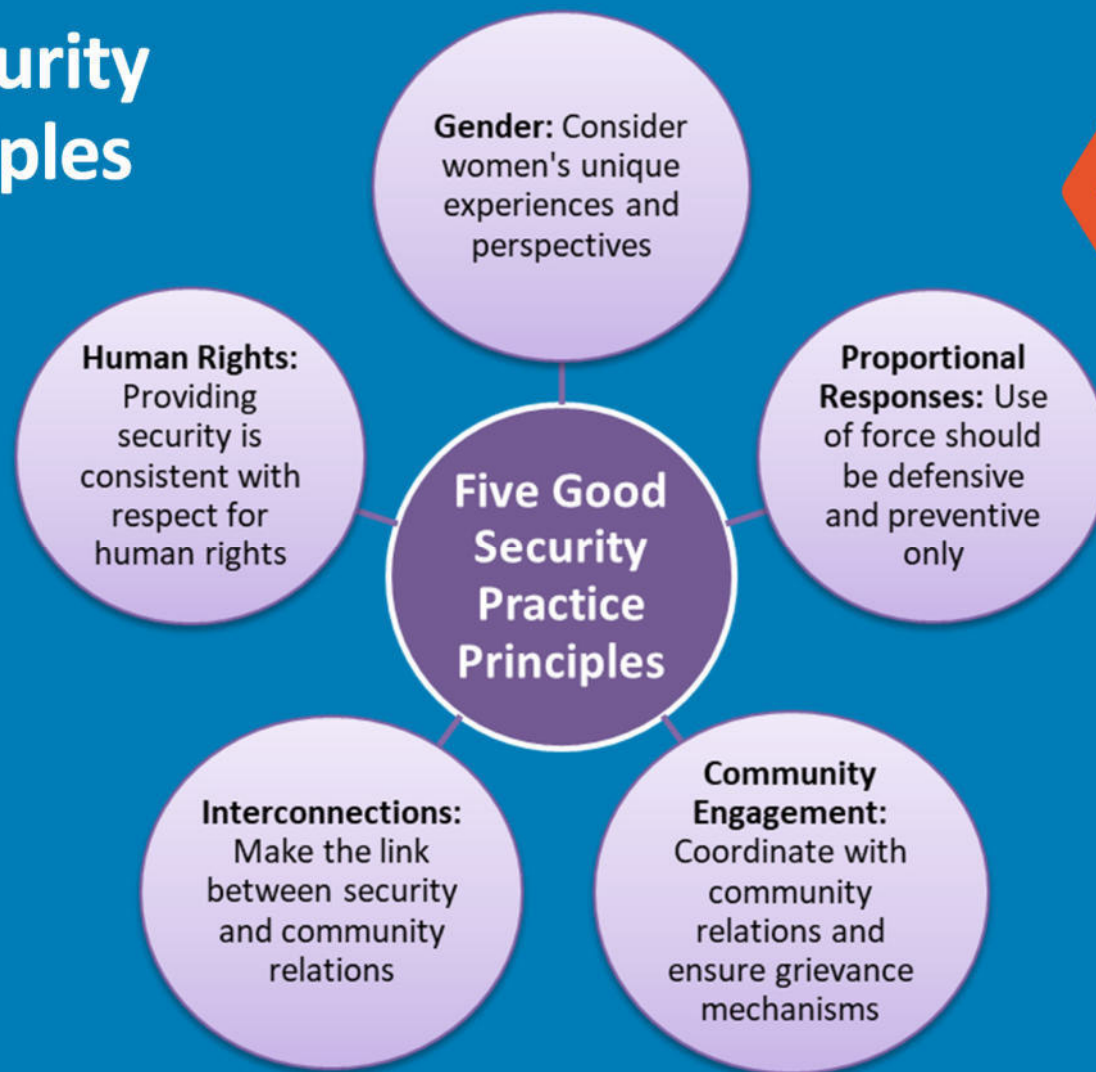 urity
ples
Gender: Consider
women's unique
experiences and
perspectives
Human Rights:
Providing
security is
consistent with
respect for
human rights
Proportional
Responses: Use
of force should
be defensive
and preventive
only
Five Good
Security
Practice
Principles
Interconnections:
Make the link
between security
and community
relations
Community
Engagement:
Coordinate with
community
relations and
ensure grievance
mechanisms